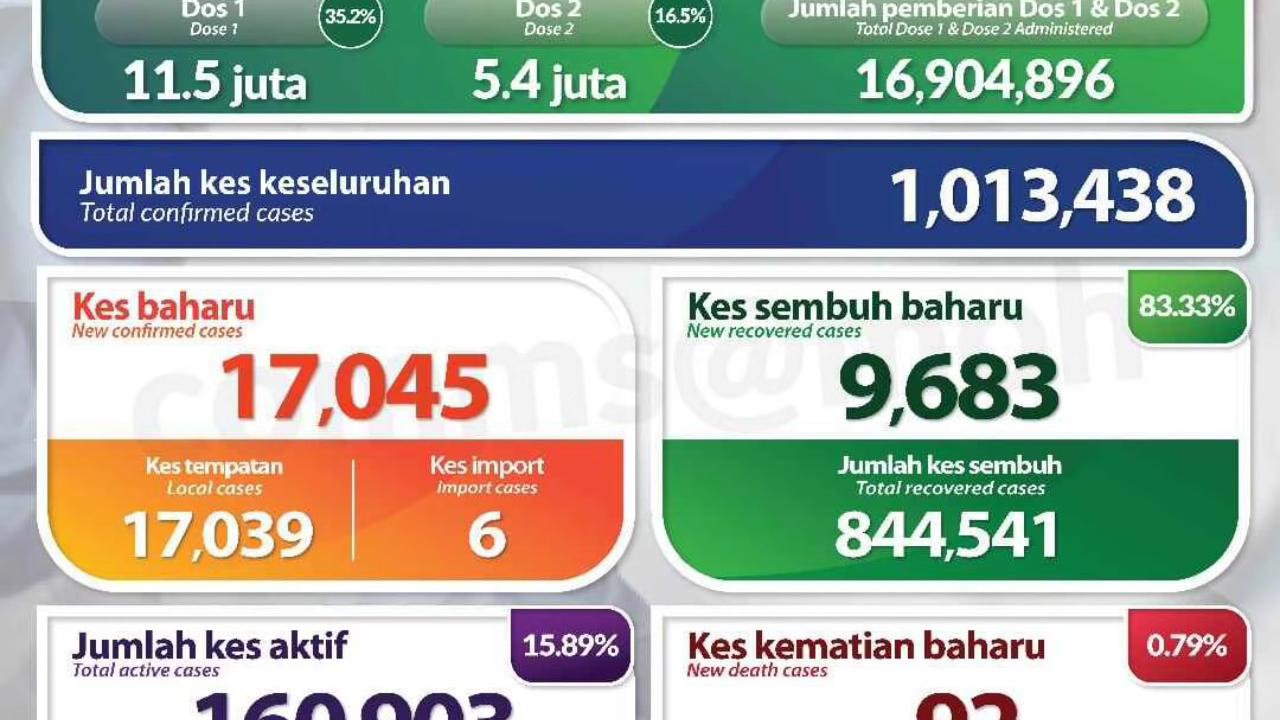 Dos 1
Dose 1
35.2%
11.5 juta
Dos 2
Dose 2
16.5%
5.4 juta
Jumlah pemberian Dos 1 & Dos 2
Total Dose 1 & Dose 2 Administered
16,904,896
Jumlah kes keseluruhan
Total confirmed cases
1,013,438
Kes baharu
New confirmed cases
17,045
Kes tempatan
Local cases
17,039
Kes import
Import cases
6
Kes sembuh baharu
New recovered cases
83.33%
9,683
Jumlah kes sembuh
Total recovered cases
844,541
Jumlah kes aktif
Total active cases
15.89%
Kes kematian baharu
New death cases
0.79%
comms@moh